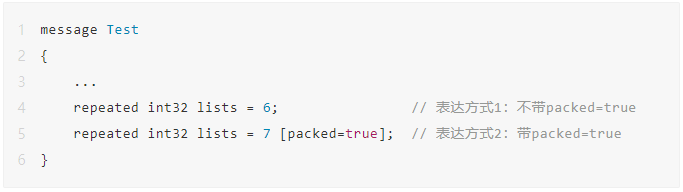 1 message Test
2 {
3     ...
4     repeated int32 lists = 6;                // 表达方式1: 不带packed=true
5     repeated int32 lists = 7 [packed=true];  // 表达方式2: 带packed=true
6 }